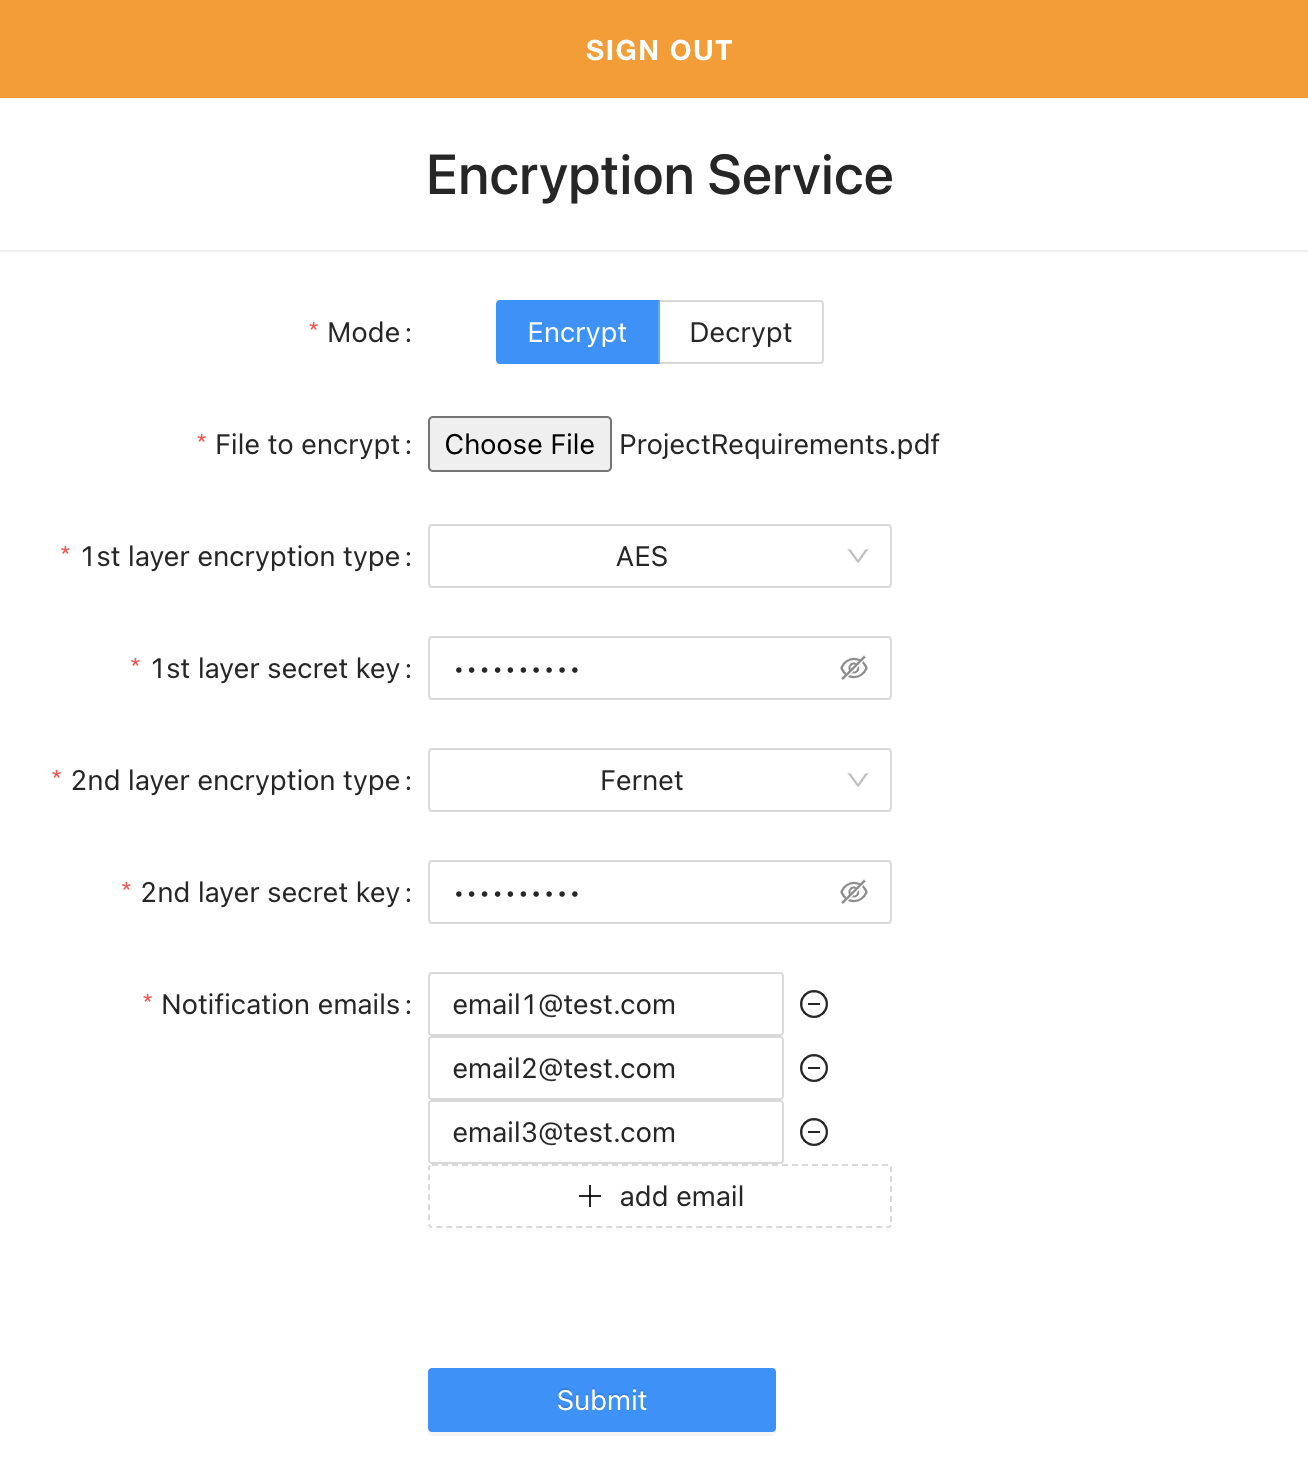 SIGN OUT
Encryption Service
* Mode: Encrypt Decrypt
* File to encrypt: Choose File ProjectRequirements.pdf
* 1st layer encryption type: AES
* 1st layer secret key: ••••••••••
* 2nd layer encryption type: Fernet
* 2nd layer secret key: ••••••••••
* Notification emails: email1@test.com
email2@test.com
email3@test.com
+ add email
Submit